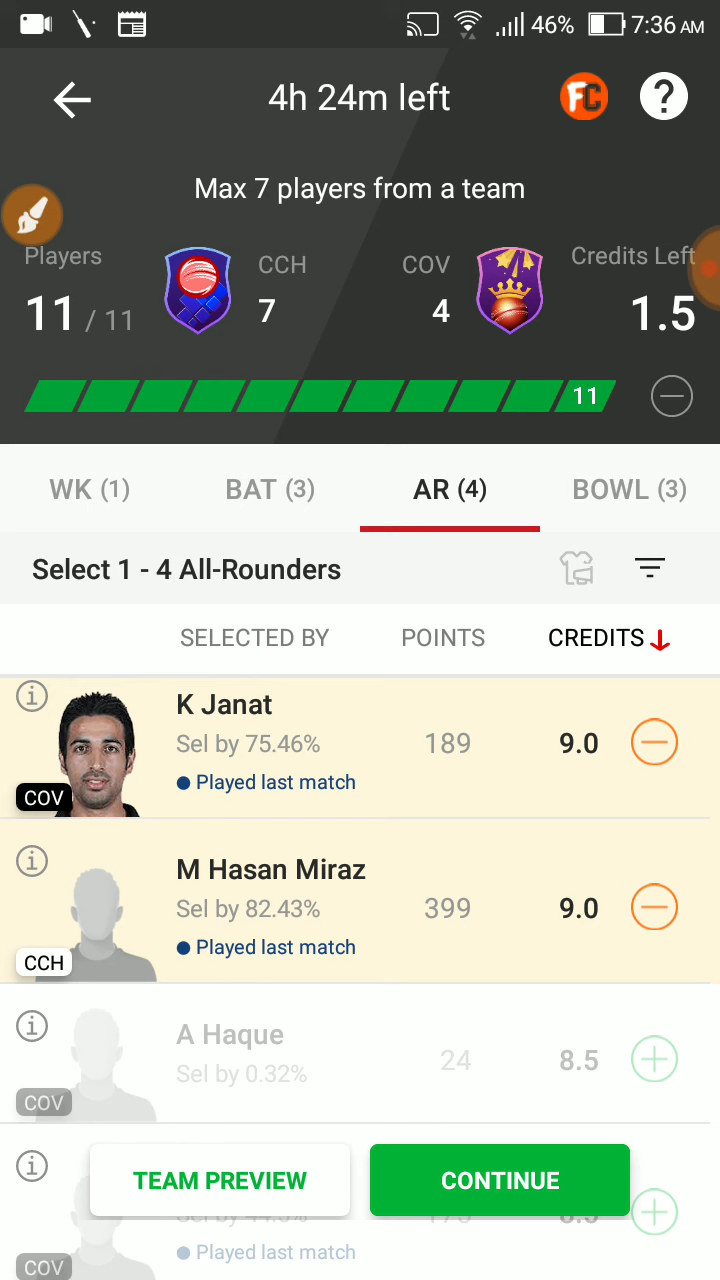 46% 7:36 AM
4h 24m left
FC ?
Max 7 players from a team
Players CCH COV Credits Left
11 / 11 7 4 1.5
11
WK (1) BAT (3) AR (4) BOWL (3)
Select 1 - 4 All-Rounders
SELECTED BY POINTS CREDITS
K Janat
Sel by 75.46% 189 9.0
Played last match
COV
M Hasan Miraz
Sel by 82.43% 399 9.0
Played last match
CCH
A Haque
Sel by 0.32% 24 8.5
COV
TEAM PREVIEW CONTINUE
Played last match
COV